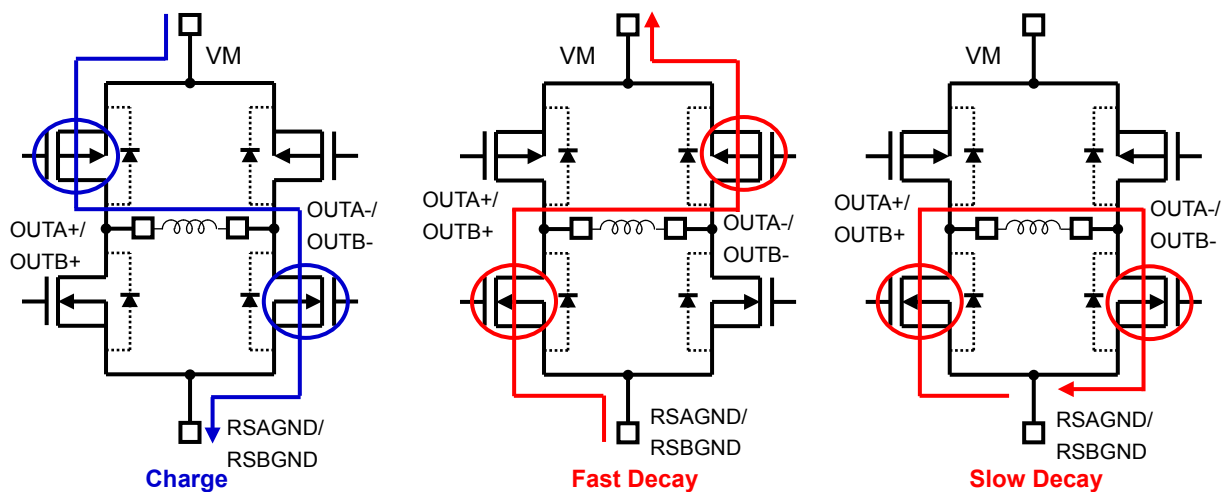 VM
OUTA+/
OUTB+
OUTA-/
OUTB-
RSAGND/
RSBGND
Charge
VM
OUTA+/
OUTB+
OUTA-/
OUTB-
RSAGND/
RSBGND
Fast Decay
VM
OUTA+/
OUTB+
OUTA-/
OUTB-
RSAGND/
RSBGND
Slow Decay